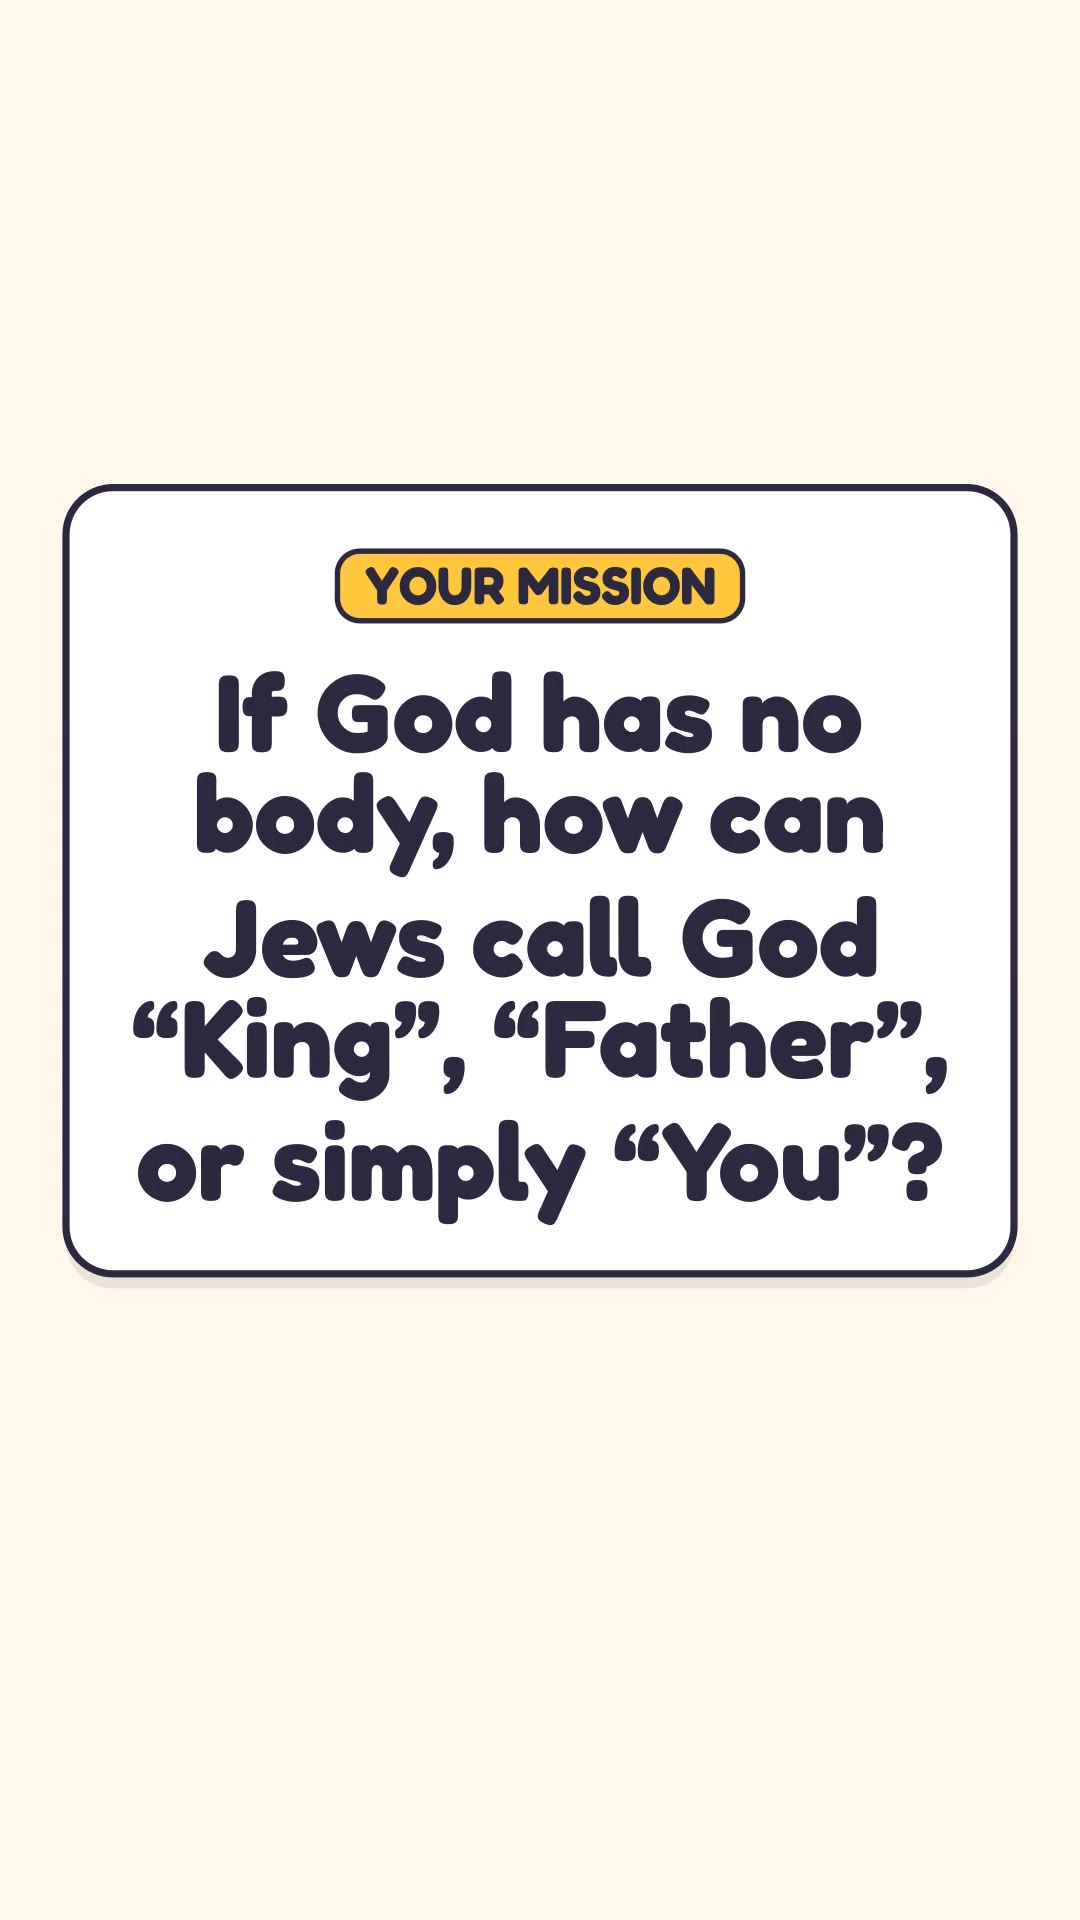 YOUR MISSION
If God has no
body, how can
Jews call God
“King”, “Father”,
or simply “You”?